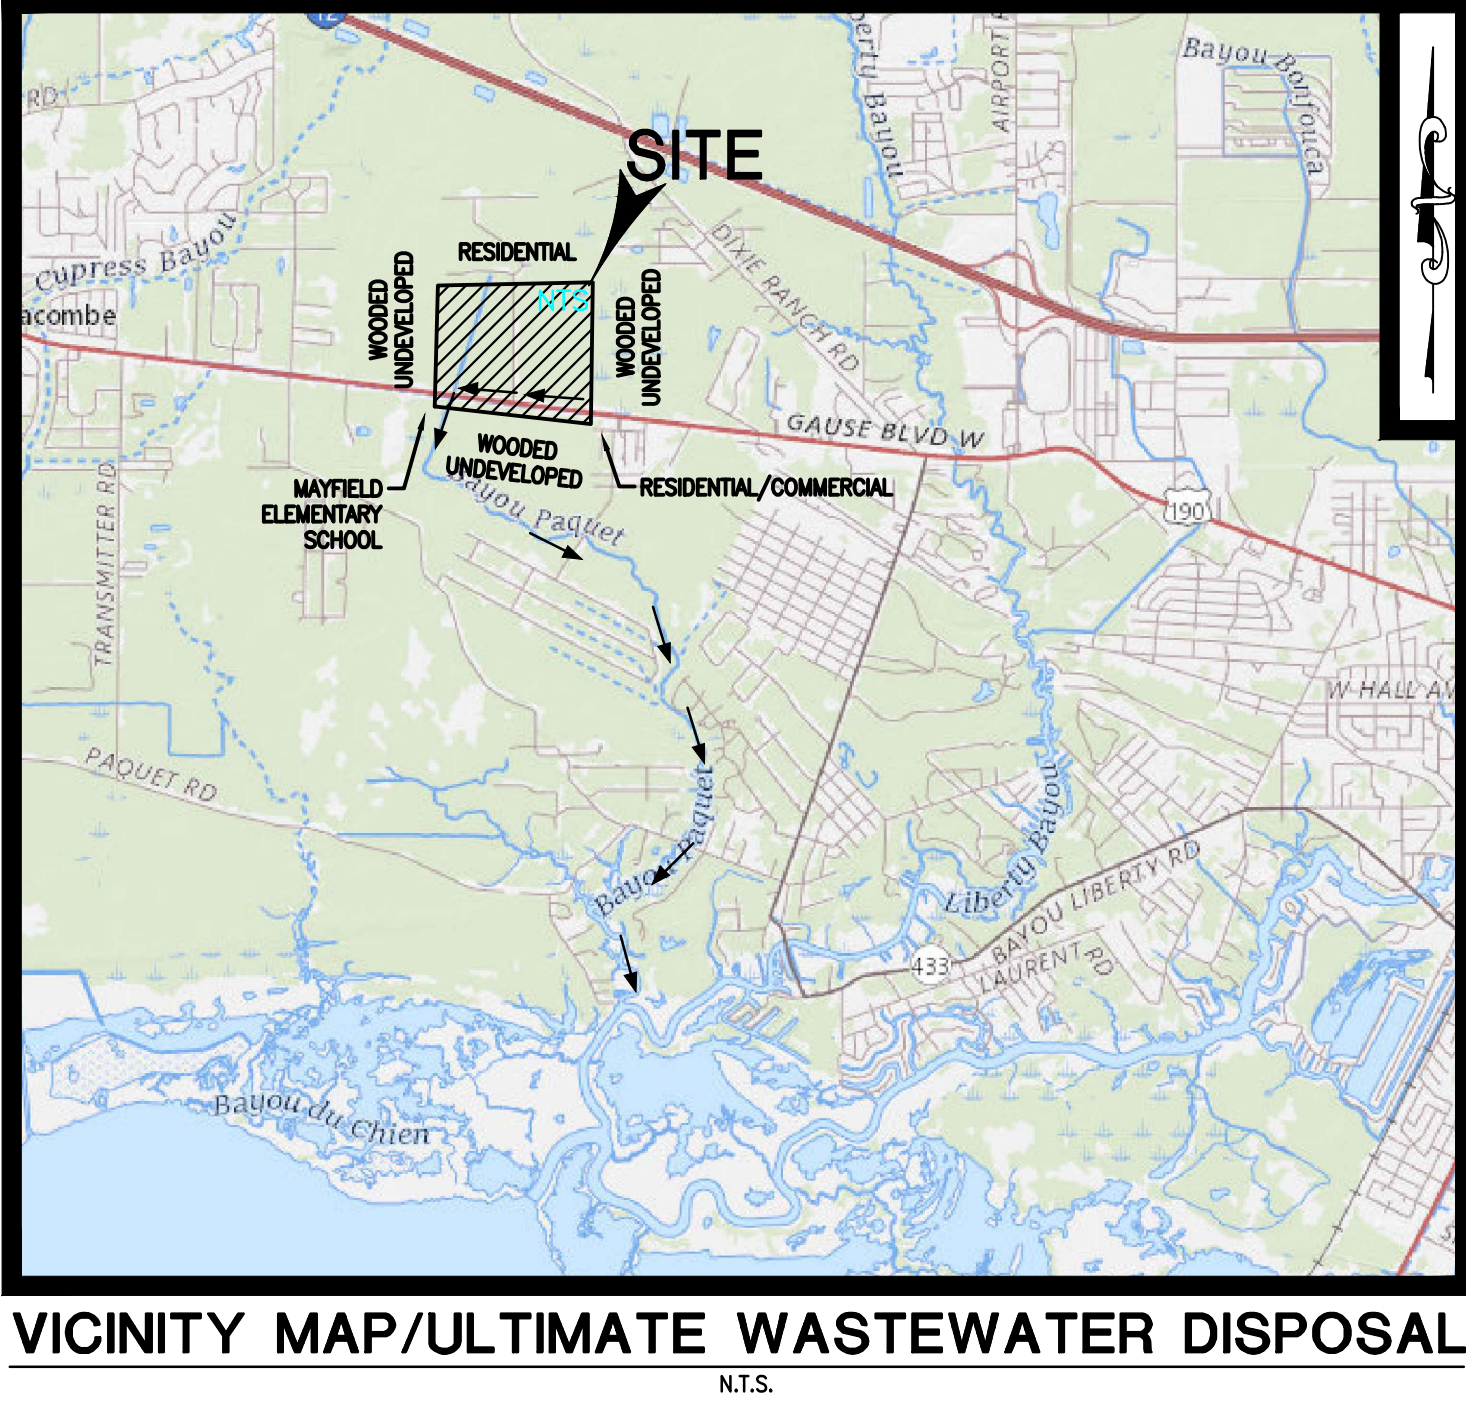 12
Liberty Bayou
AIRPORT R
Bayou Bonfouca
RD
SITE
Cypress Bayou
acombe
RESIDENTIAL
WOODED
UNDEVELOPED
NTS
WOODED
UNDEVELOPED
DIXIE RANCH RD
GAUSE BLVD W
WOODED
UNDEVELOPED
MAYFIELD
ELEMENTARY
SCHOOL
RESIDENTIAL/COMMERCIAL
Bayou Paquet
190
TRANSMITTER RD
W HALL AV
PAQUET RD
Bayou Paquet
Liberty Bayou
BAYOU LIBERTY RD
433
LAURENT RD
Bayou du Chien
VICINITY MAP/ULTIMATE WASTEWATER DISPOSAL
N.T.S.